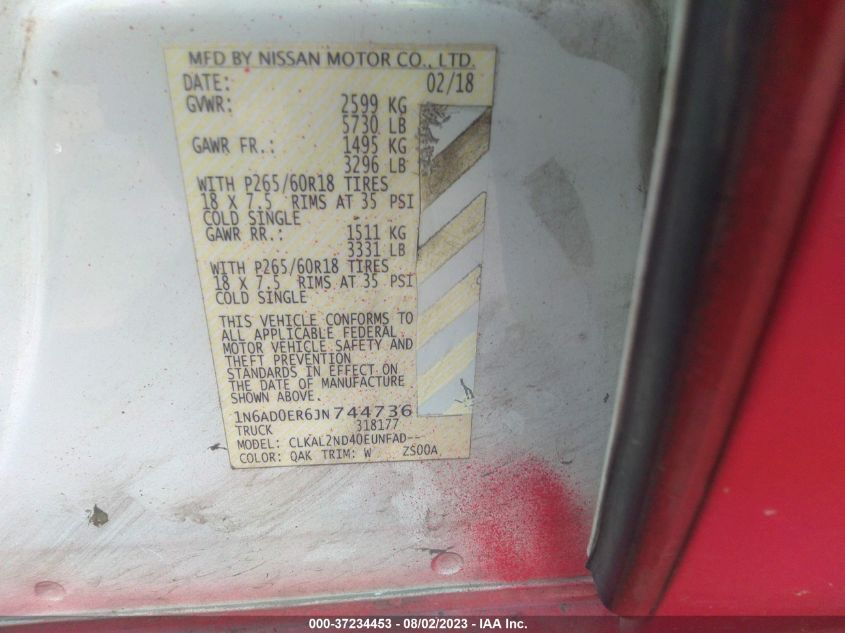 MFD BY NISSAN MOTOR CO., LTD.
DATE: 02/18
GVWR: 2599 KG
5730 LB
GAWR FR.: 1495 KG
3296 LB
WITH P265/60R18 TIRES
18 X 7.5 RIMS AT 35 PSI
COLD SINGLE
GAWR RR.: 1511 KG
3331 LB
WITH P265/60R18 TIRES
18 X 7.5 RIMS AT 35 PSI
COLD SINGLE
THIS VEHICLE CONFORMS TO
ALL APPLICABLE FEDERAL
MOTOR VEHICLE SAFETY AND
THEFT PREVENTION
STANDARDS IN EFFECT ON
THE DATE OF MANUFACTURE
SHOWN ABOVE.
1N6AD0ER6JN744736
TRUCK 318177
MODEL: CLKAL2ND40EUNFAD--
COLOR: QAK TRIM: W ZS00A
000-37234453 - 08/02/2023 - IAA Inc.